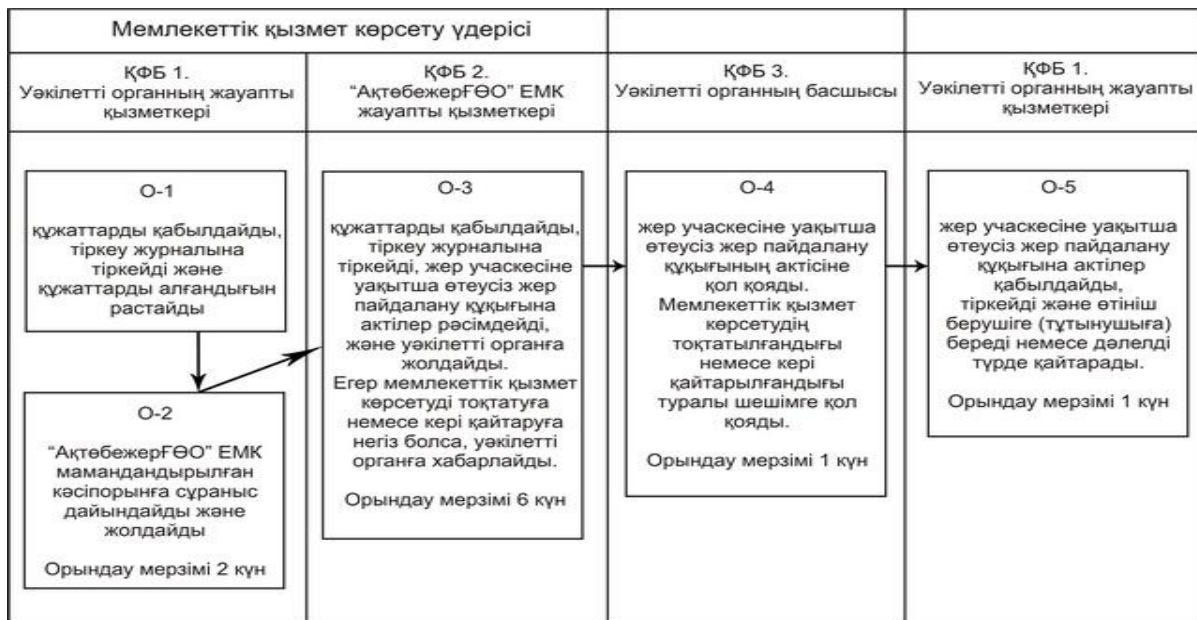 Мемлекеттік қызмет көрсету үдерісі
ҚФБ 1.
Уәкілетті органның жауапты
қызметкері
ҚФБ 2.
“АқтөбежерҒӨО” ЕМК
жауапты қызметкері
ҚФБ 3.
Уәкілетті органның басшысы
ҚФБ 1.
Уәкілетті органның жауапты
қызметкері
О-1
құжаттарды қабылдайды,
тіркеу журналына
тіркейді және
құжаттарды алғандығын
растайды
О-2
“АқтөбежерҒӨО” ЕМК
мамандандырылған
кәсіпорынға сұраныс
дайындайды және
жолдайды
Орындау мерзімі 2 күн
О-3
құжаттарды қабылдайды,
тіркеу журналына
тіркейді, жер учаскесіне
уақытша өтеусіз жер
пайдалану құқығына
актілер рәсімдейді,
және уәкілетті органға
жолдайды.
Егер мемлекеттік қызмет
көрсетуді тоқтатуға
немесе кері қайтаруға
негіз болса, уәкілетті
органға хабарлайды.
Орындау мерзімі 6 күн
О-4
жер учаскесіне уақытша
өтеусіз жер пайдалану
құқығының актісіне
қол қояды.
Мемлекеттік қызмет
көрсетудің
тоқтатылғандығы
немесе кері
қайтарылғандығы
туралы шешімге қол
қояды.
Орындау мерзімі 1 күн
О-5
жер учаскесіне уақытша
өтеусіз жер пайдалану
құқығына актілер
қабылдайды,
тіркейді және өтініш
берушіге (тұтынушыға)
береді немесе дәлелді
түрде қайтарады.
Орындау мерзімі 1 күн